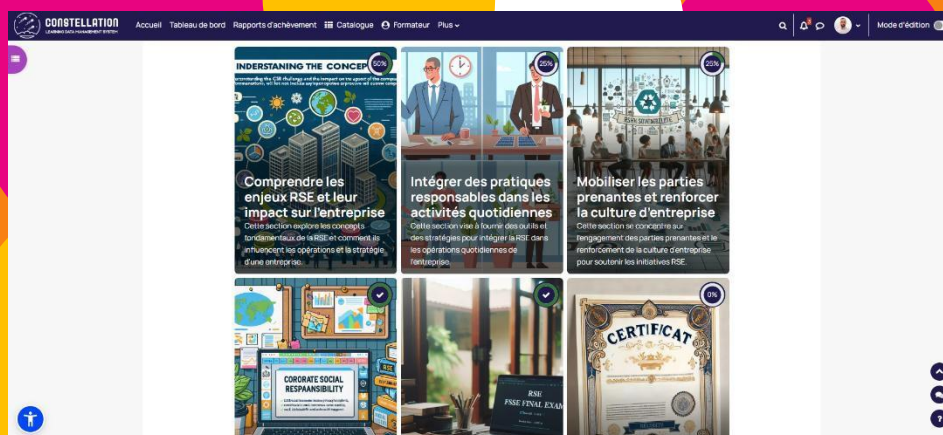 CONSTELLATION
LEARNING DATA MANAGEMENT SYSTEM
Accueil Tableau de bord Rapports d'achèvement Catalogue Formateur Plus
Mode d'édition
INDERSTANING THE CONCEP
50%
25%
25%
Comprendre les
enjeux RSE et leur
impact sur l'entreprise
Cette section explore les concepts
fondamentaux de la RSE et comment ils
influencent les opérations et la stratégie
d'une entreprise.
Intégrer des pratiques
responsables dans les
activités quotidiennes
Cette section vise à fournir des outils et
des stratégies pour intégrer la RSE dans
les opérations quotidiennes de
l'entreprise.
Mobiliser les parties
prenantes et renforcer
la culture d'entreprise
Cette section se concentre sur
l'engagement des parties prenantes et le
renforcement de la culture d'entreprise
pour soutenir les initiatives RSE.
CORORATE SOCIAL
RESPAANSIBILITY
RSE
RSE
FSSE FINAL EXAM
0%
CERTIF/CAT